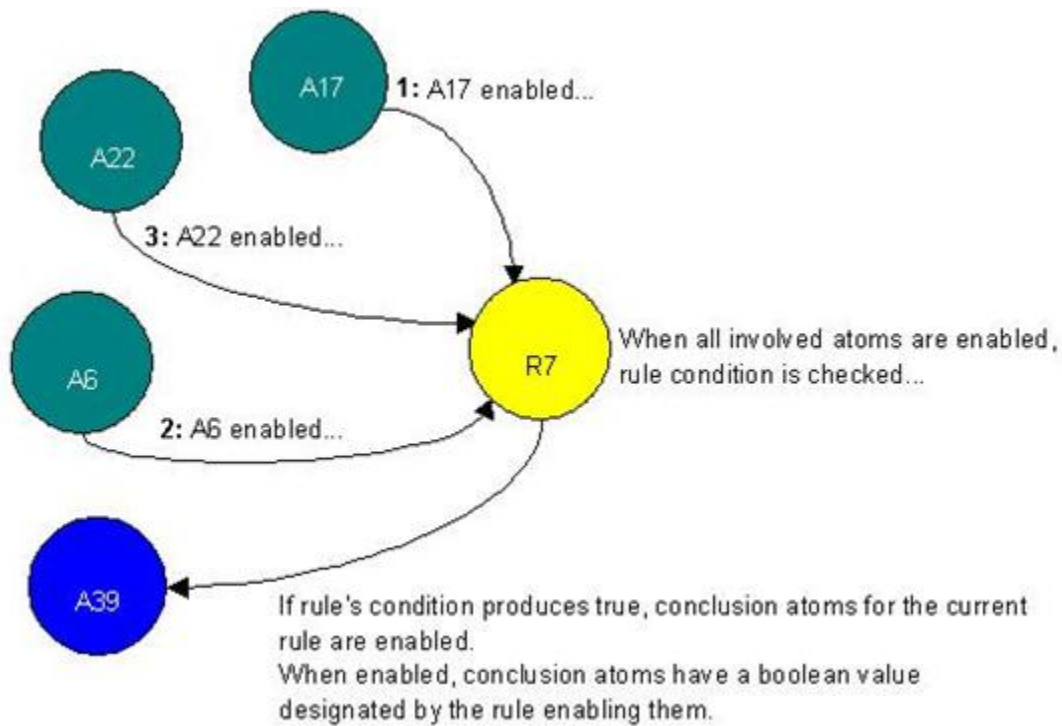 A17
1: A17 enabled...
A22
3: A22 enabled...
A6
2: A6 enabled...
R7
When all involved atoms are enabled,
rule condition is checked...
A39
If rule's condition produces true, conclusion atoms for the current
rule are enabled.
When enabled, conclusion atoms have a boolean value
designated by the rule enabling them.